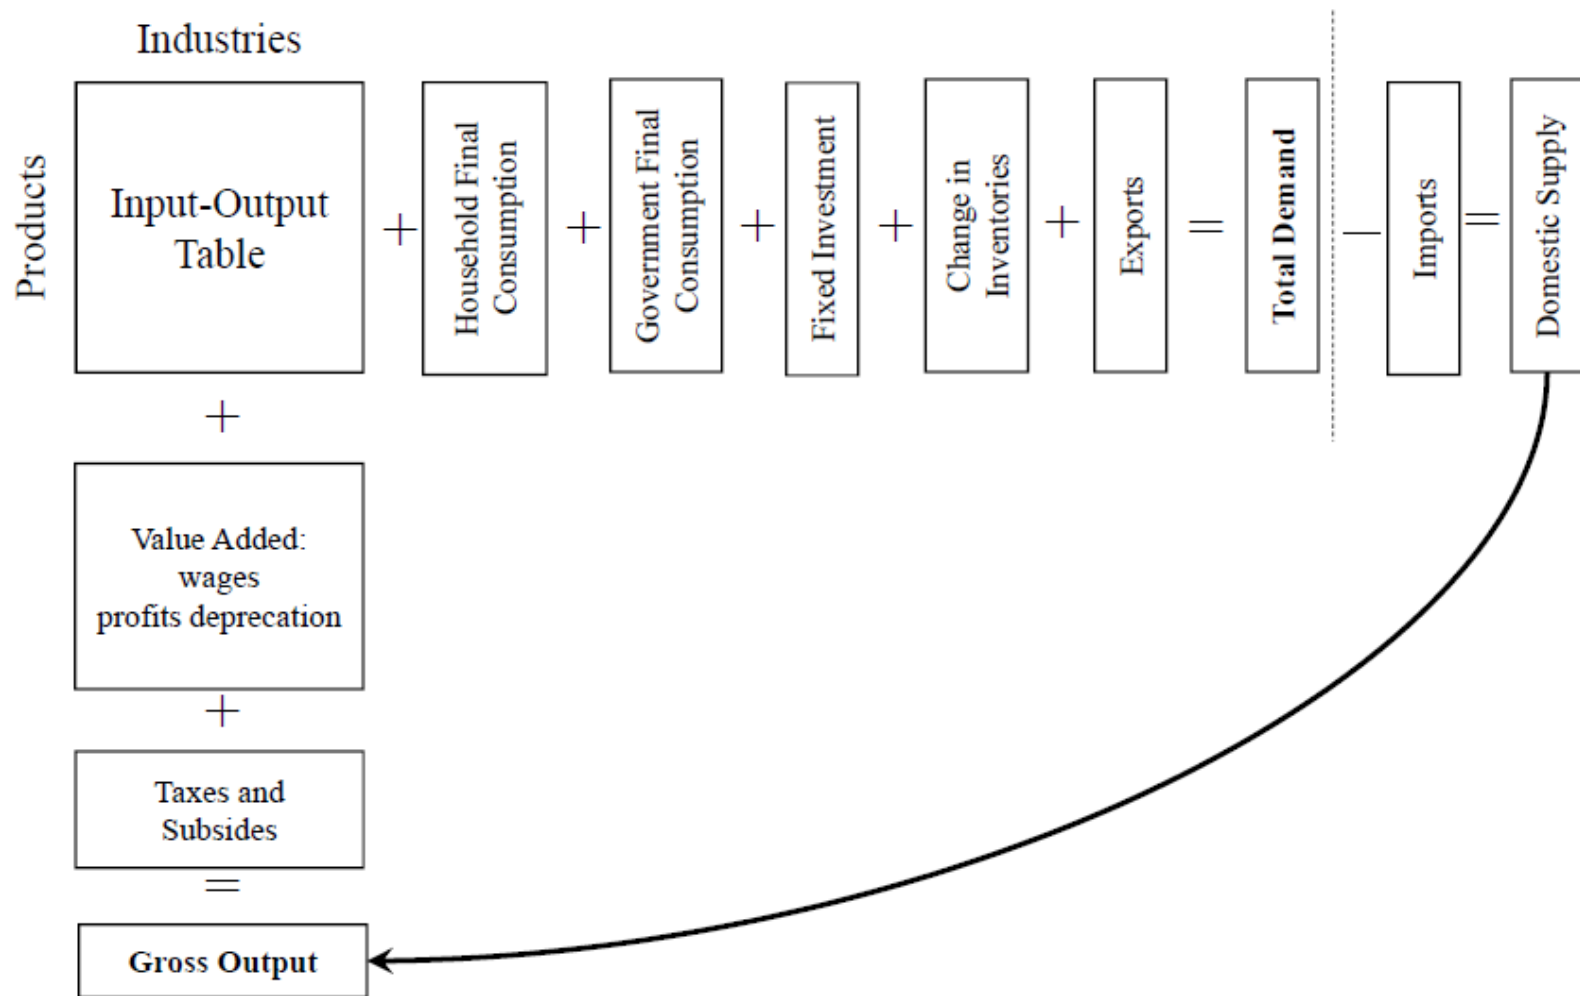 Industries
Products
Input-Output
Table
+
Household Final
Consumption
+
Government Final
Consumption
+
Fixed Investment
+
Change in
Inventories
+
Exports
=
Total Demand
−
Imports
=
Domestic Supply
+
Value Added:
wages
profits deprecation
+
Taxes and
Subsides
=
Gross Output